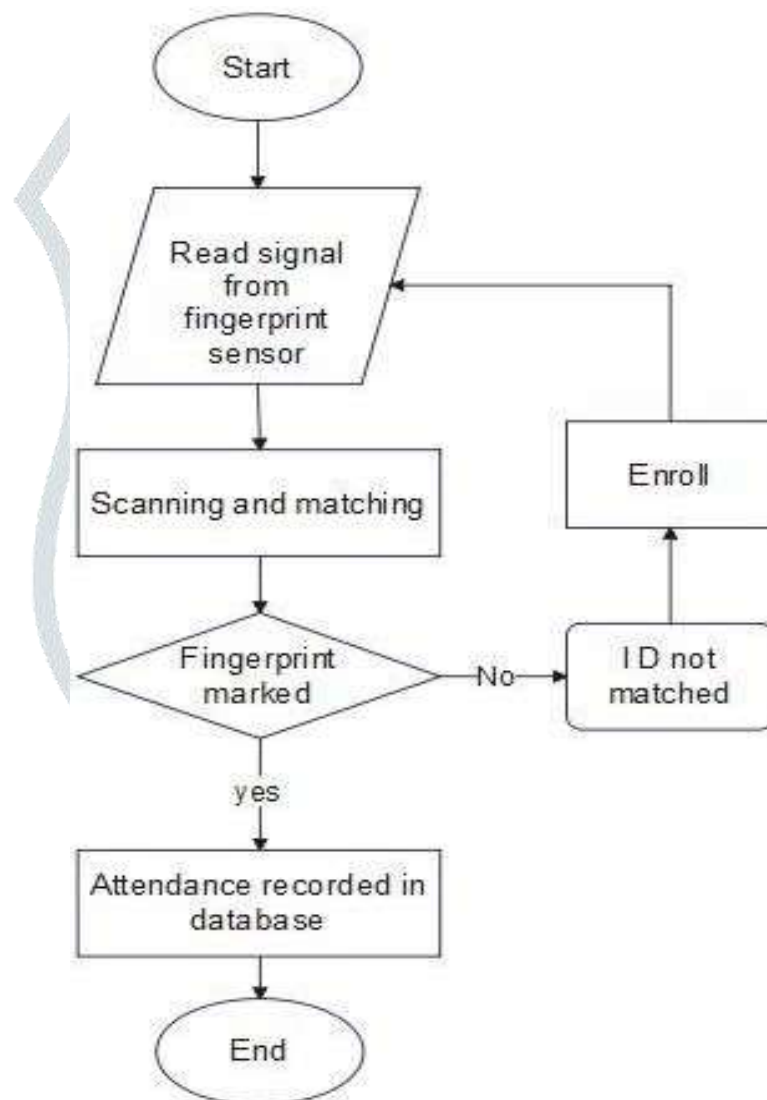 Start
Read signal
from
fingerprint
sensor
Scanning and matching
Enroll
Fingerprint
marked
No
I D not
matched
yes
Attendance recorded in
database
End